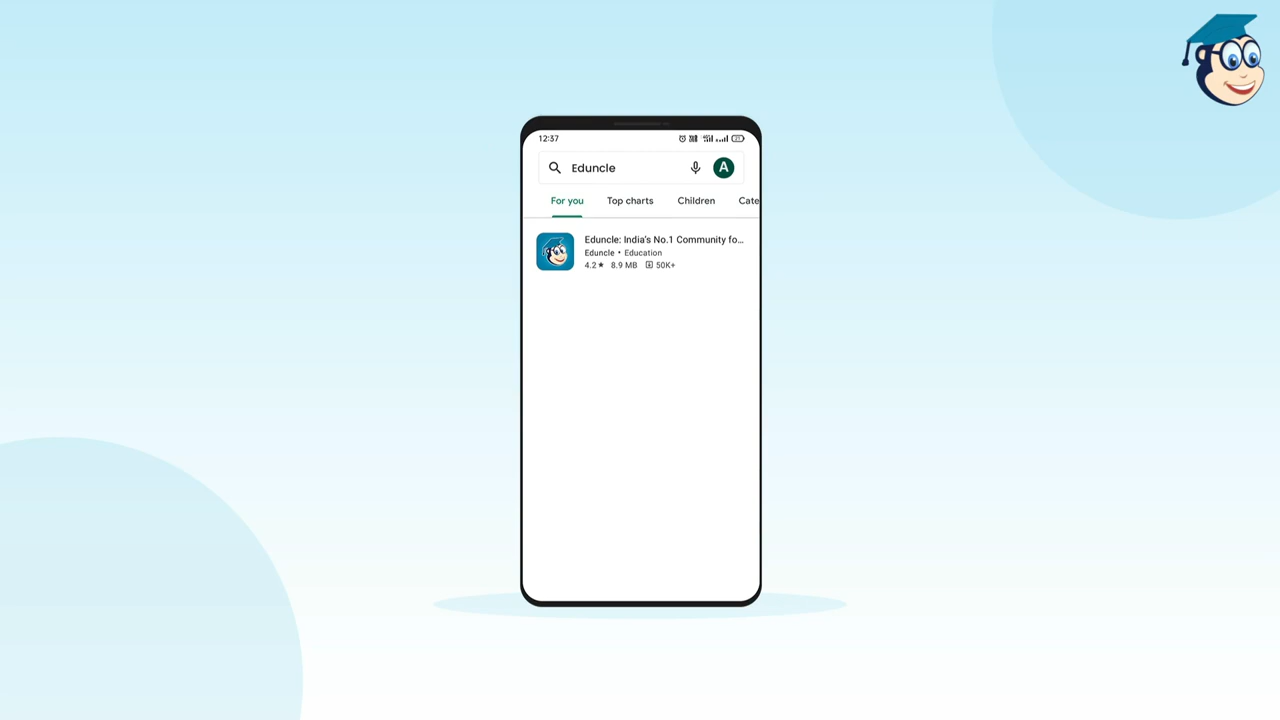 12:37
Eduncle
A
For you Top charts Children Cate
Eduncle: India's No.1 Community fo...
Eduncle • Education
4.2★ 8.9 MB 50K+